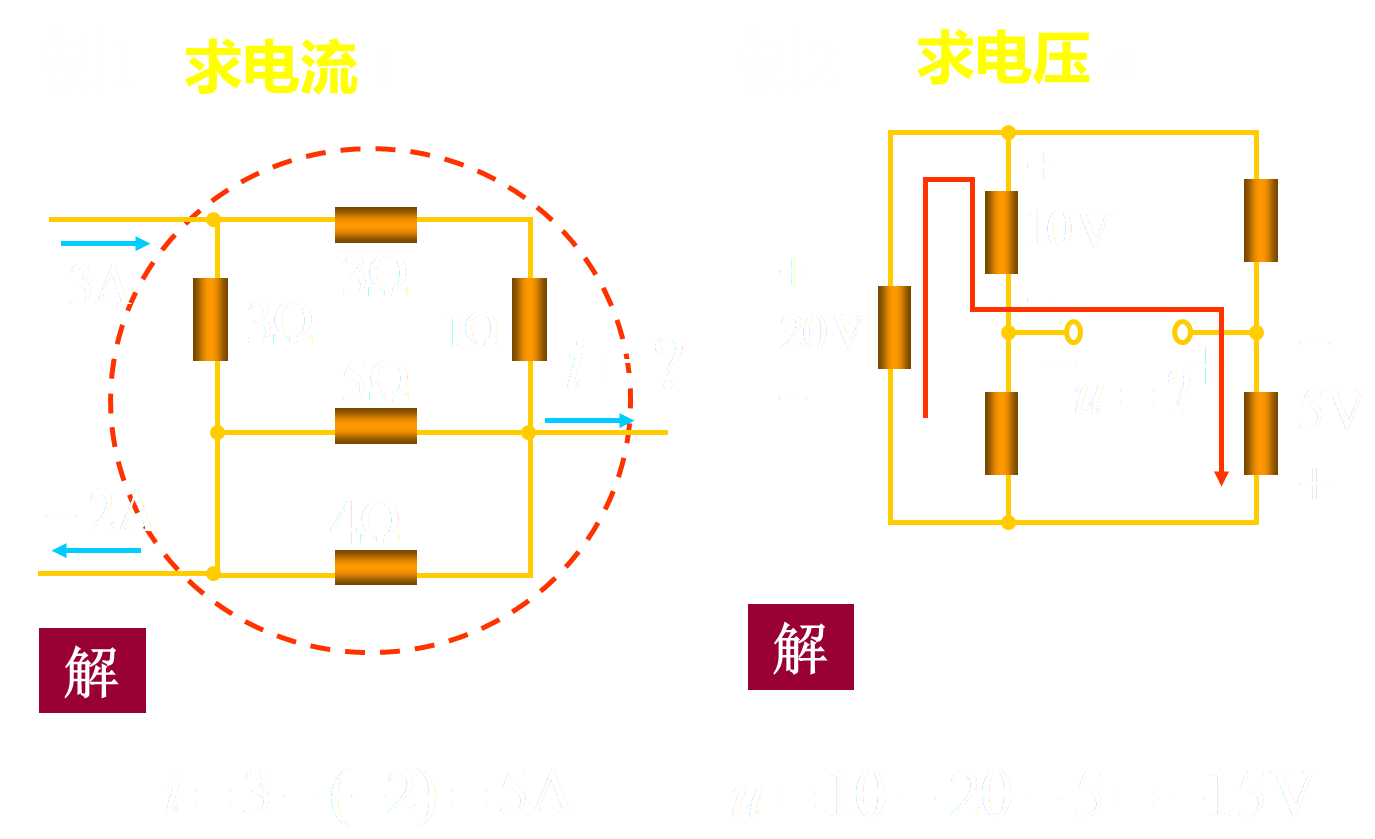 求电流
求电压
3A
3Ω
3Ω
1Ω
5Ω
i ?
−2A
4Ω
+
10V
−
+
20V
−
u = ?
+
−
5V
+
解
解
i = 3 − (−2) = 5A
u = 10 − 20 − 5 = −15V